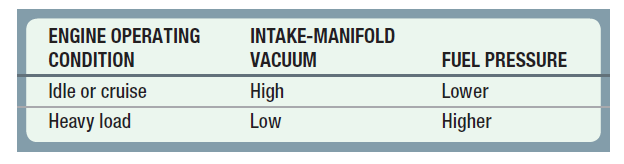 ENGINE OPERATING INTAKE-MANIFOLD
CONDITION VACUUM FUEL PRESSURE
Idle or cruise High Lower
Heavy load Low Higher